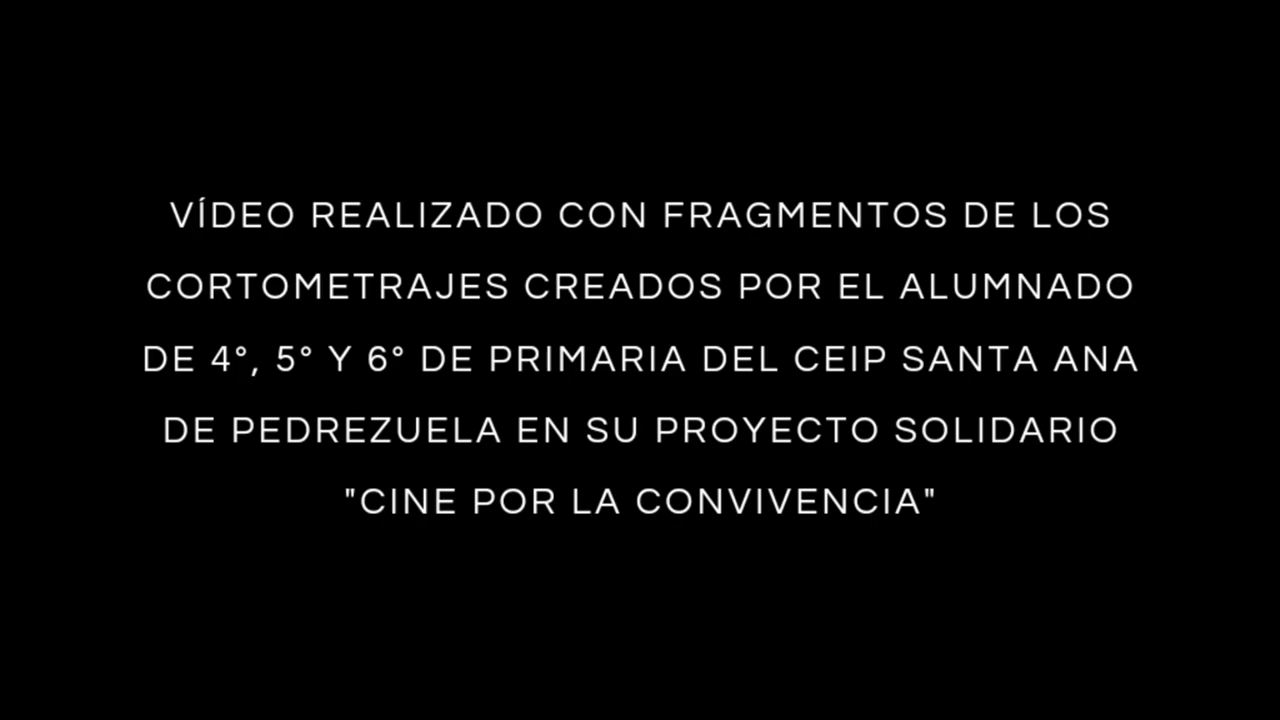 VÍDEO REALIZADO CON FRAGMENTOS DE LOS
CORTOMETRAJES CREADOS POR EL ALUMNADO
DE 4°, 5° Y 6° DE PRIMARIA DEL CEIP SANTA ANA
DE PEDREZUELA EN SU PROYECTO SOLIDARIO
"CINE POR LA CONVIVENCIA"